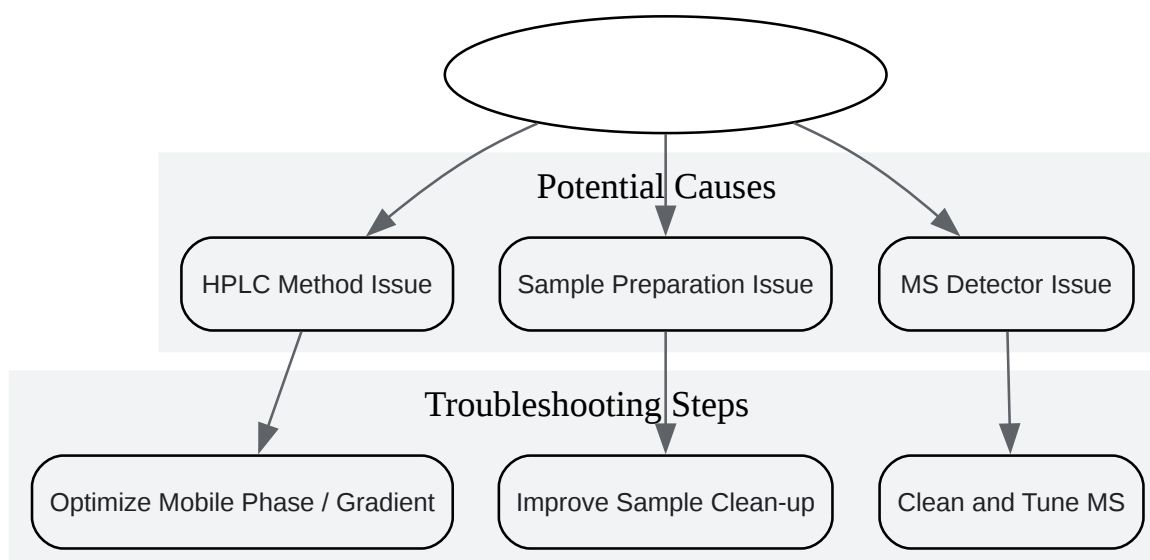 Potential Causes
HPLC Method Issue
Sample Preparation Issue
MS Detector Issue
Troubleshooting Steps
Optimize Mobile Phase / Gradient
Improve Sample Clean-up
Clean and Tune MS